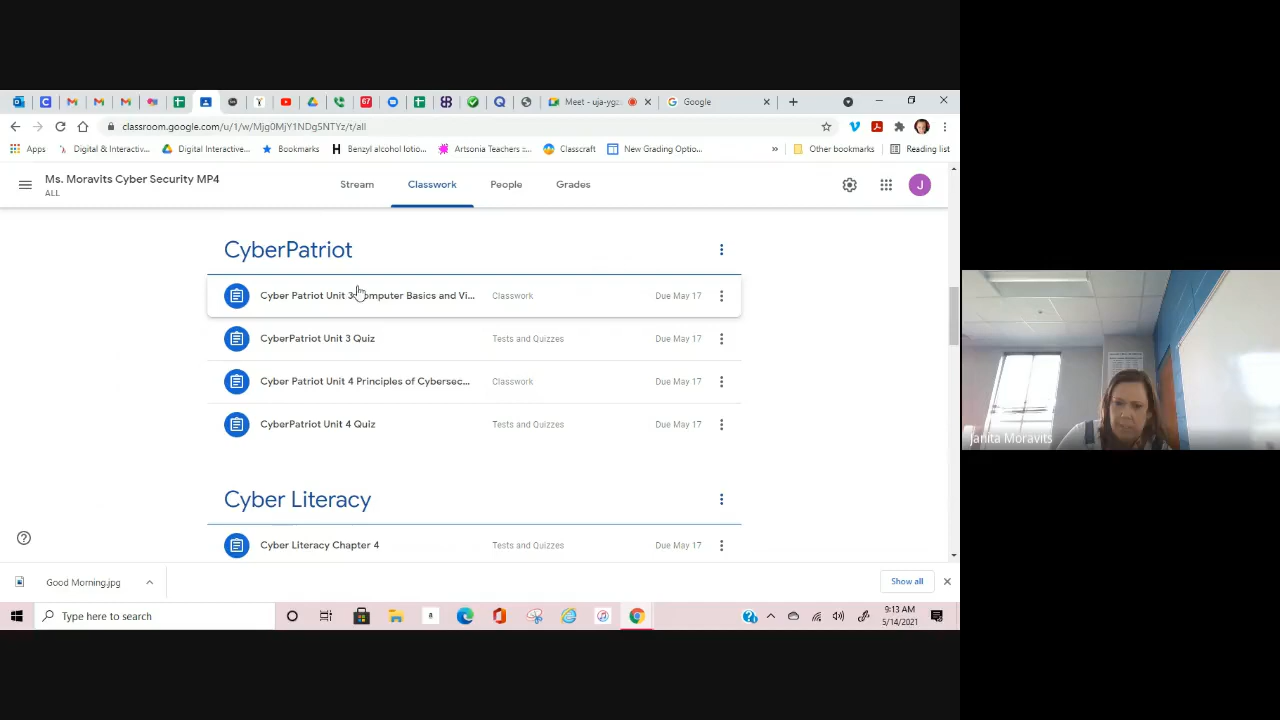 Meet - uja-ygz
Google
classroom.google.com/u/1/w/Mjg0MjY1NDg5NTYz/t/all
Apps
Digital & Interactiv...
Digital Interactive...
Bookmarks
Benzyl alcohol lotio...
Artsonia Teachers ::...
Classcraft
New Grading Optio...
Other bookmarks
Reading list
Ms. Moravits Cyber Security MP4
ALL
Stream
Classwork
People
Grades
J
CyberPatriot
Cyber Patriot Unit 3 Computer Basics and Vi... Classwork Due May 17
CyberPatriot Unit 3 Quiz Tests and Quizzes Due May 17
Cyber Patriot Unit 4 Principles of Cybersec... Classwork Due May 17
CyberPatriot Unit 4 Quiz Tests and Quizzes Due May 17
Cyber Literacy
Cyber Literacy Chapter 4 Tests and Quizzes Due May 17
Janita Moravits
Good Morning.jpg
Show all
Type here to search
9:13 AM
5/14/2021